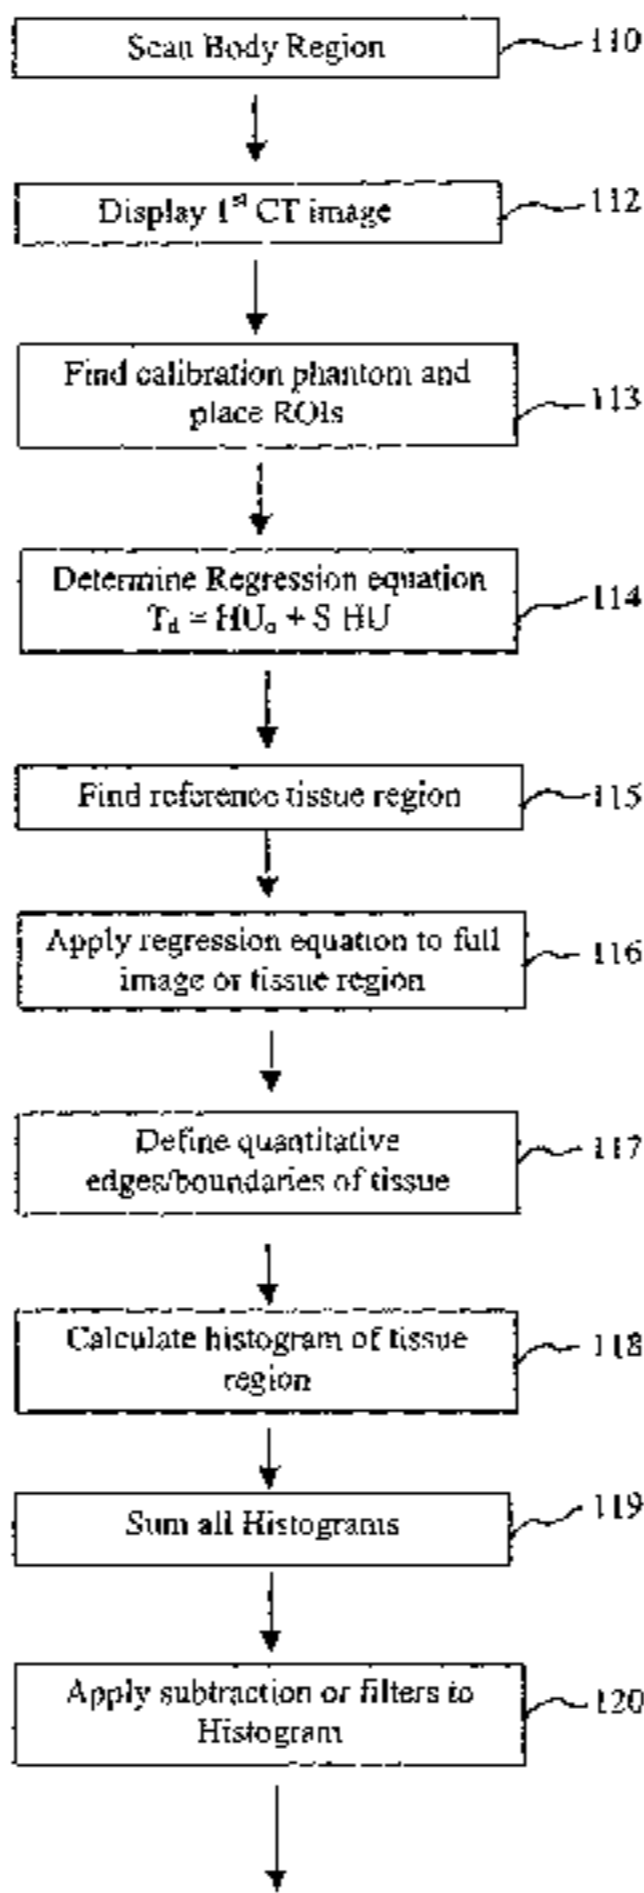 Scan Body Region
110
Display 1st CT image
112
Find calibration phantom and
place ROIs
113
Determine Regression equation
Td = HUo + S HU
114
Find reference tissue region
115
Apply regression equation to full
image or tissue region
116
Define quantitative
edges/boundaries of tissue
117
Calculate histogram of tissue
region
118
Sum all Histograms
119
Apply subtraction or filters to
Histogram
120